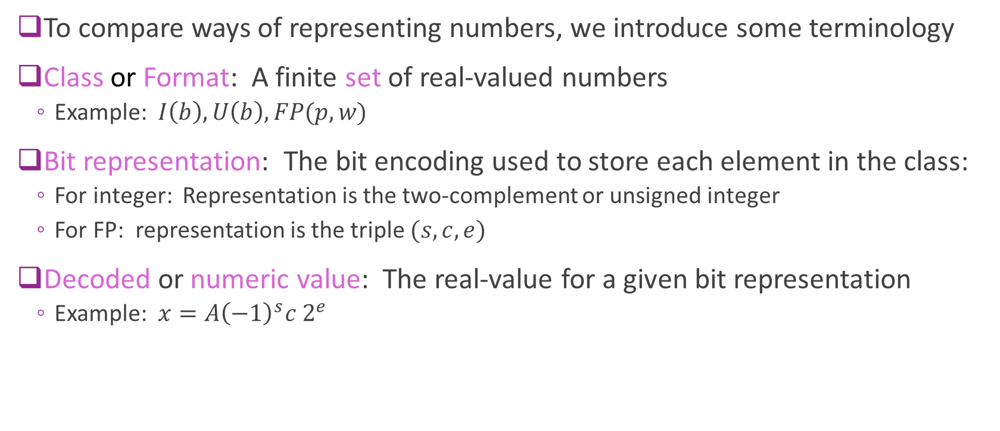 ❑To compare ways of representing numbers, we introduce some terminology
❑Class or Format:  A finite set of real-valued numbers
◦ Example:  I(b), U(b), FP(p, w)
❑Bit representation:  The bit encoding used to store each element in the class:
◦ For integer:  Representation is the two-complement or unsigned integer
◦ For FP:  representation is the triple (s, c, e)
❑Decoded or numeric value:  The real-value for a given bit representation
◦ Example:  x = A(−1)ˢc 2ᵉ